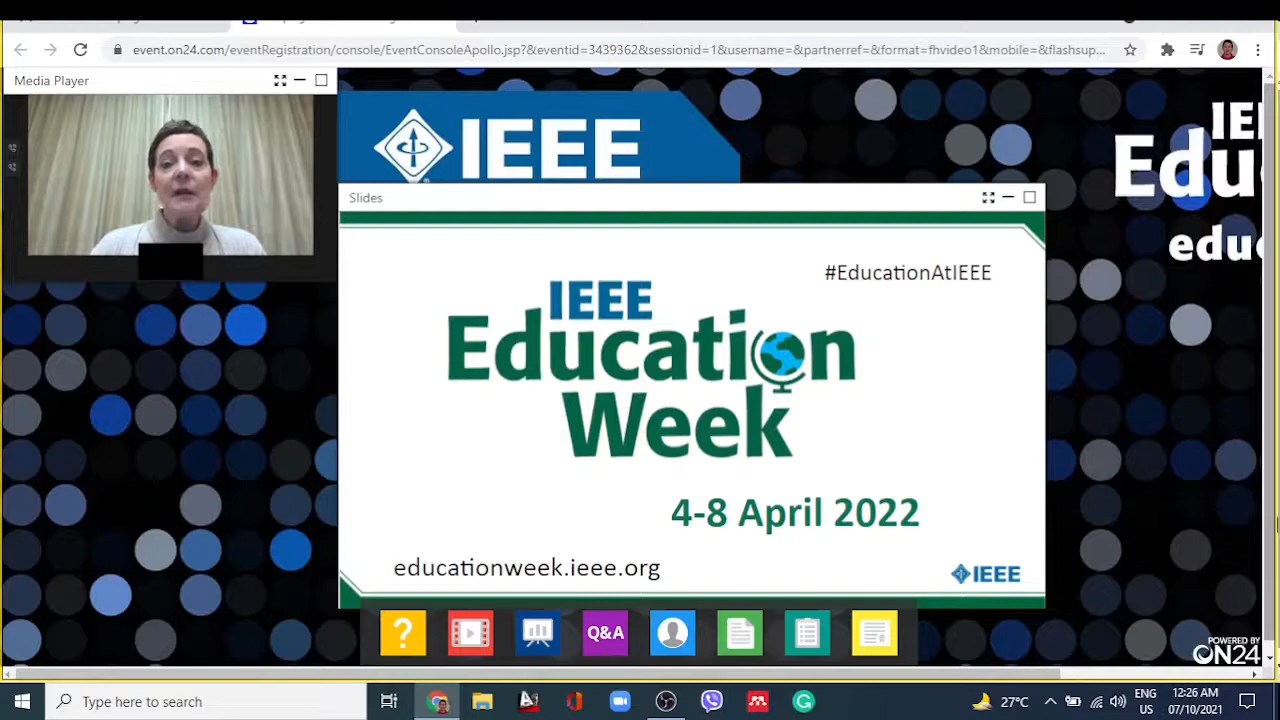 event.on24.com/eventRegistration/console/EventConsoleApollo.jsp?&eventid=3439362&sessionid=1&username=&partnerref=&format=fhvideo1&mobile=&flashsup...
Media Player
IEEE
Slides
#EducationAtIEEE
IEEE
Education
Week
4-8 April 2022
educationweek.ieee.org
IEEE
?
Q&A
POWERED BY
ON24
Type here to search
27°C
ENG
US
12:26 AM
07/10/2021